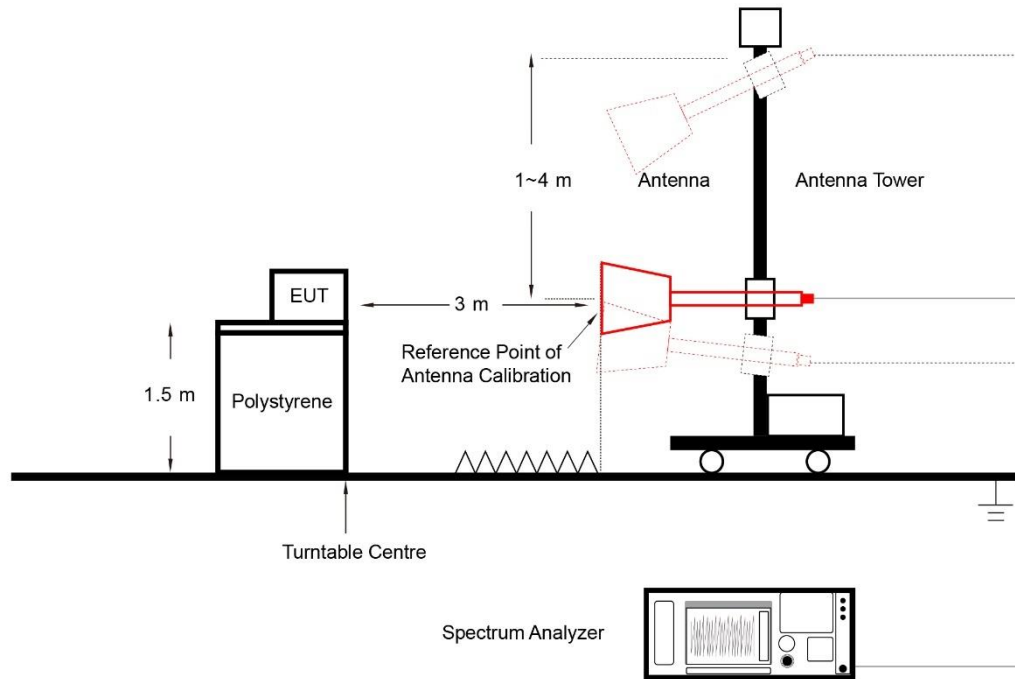 1~4 m
Antenna
Antenna Tower
EUT
3 m
Reference Point of
Antenna Calibration
1.5 m
Polystyrene
Turntable Centre
Spectrum Analyzer